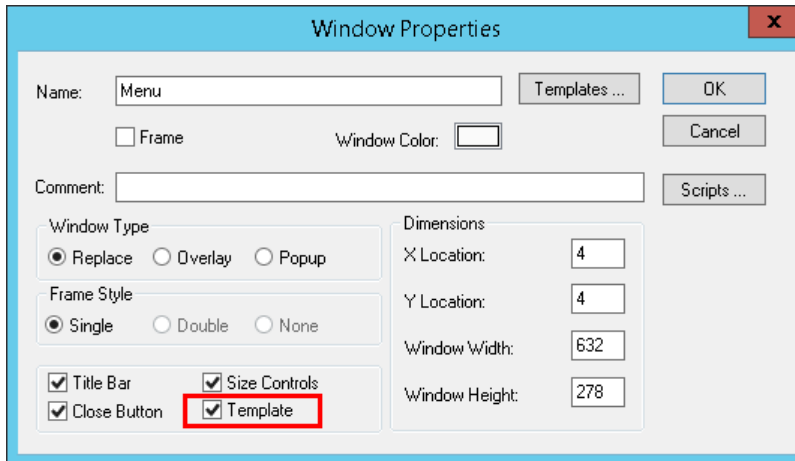 Window Properties
x
Name: Menu Templates ... OK
Frame Window Color: Cancel
Comment: Scripts ...
Window Type
Replace Overlay Popup
Frame Style
Single Double None
Title Bar Size Controls
Close Button Template
Dimensions
X Location: 4
Y Location: 4
Window Width: 632
Window Height: 278